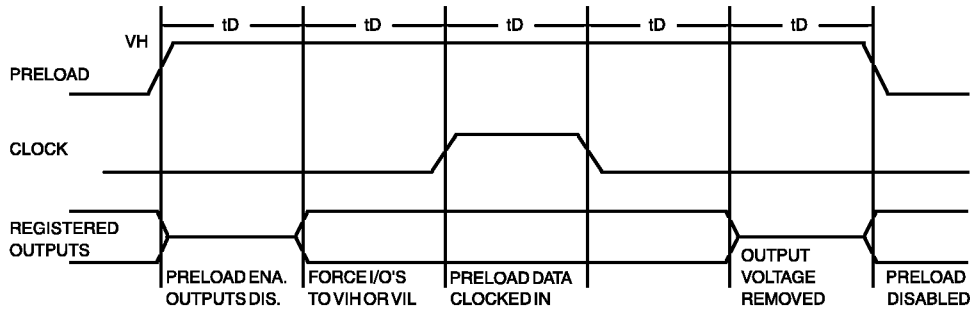 tD tD tD tD tD
VH
PRELOAD
CLOCK
REGISTERED
OUTPUTS
PRELOAD ENA.
OUTPUTS DIS.
FORCE I/O'S
TO VIH OR VIL
PRELOAD DATA
CLOCKED IN
OUTPUT
VOLTAGE
REMOVED
PRELOAD
DISABLED